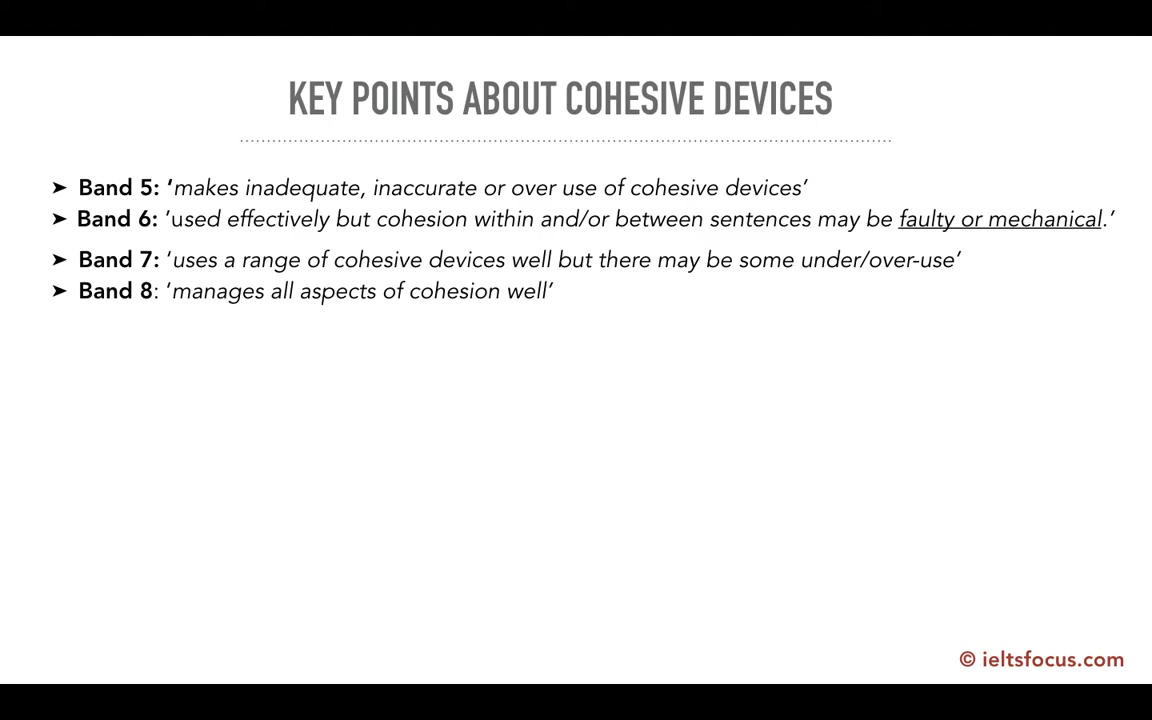 KEY POINTS ABOUT COHESIVE DEVICES
➤ Band 5: ‘makes inadequate, inaccurate or over use of cohesive devices’
➤ Band 6: ’used effectively but cohesion within and/or between sentences may be faulty or mechanical.’
➤ Band 7: ‘uses a range of cohesive devices well but there may be some under/over-use’
➤ Band 8: ‘manages all aspects of cohesion well’
© ieltsfocus.com